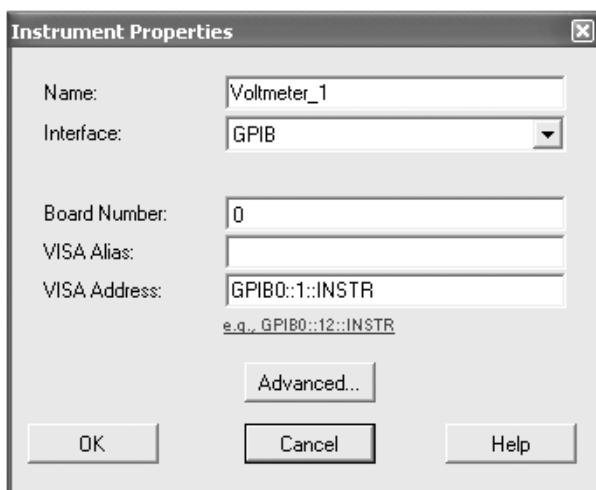 Instrument Properties
Name: Voltmeter_1
Interface: GPIB
Board Number: 0
VISA Alias:
VISA Address: GPIB0::1::INSTR
e.g., GPIB0::12::INSTR
Advanced...
OK Cancel Help